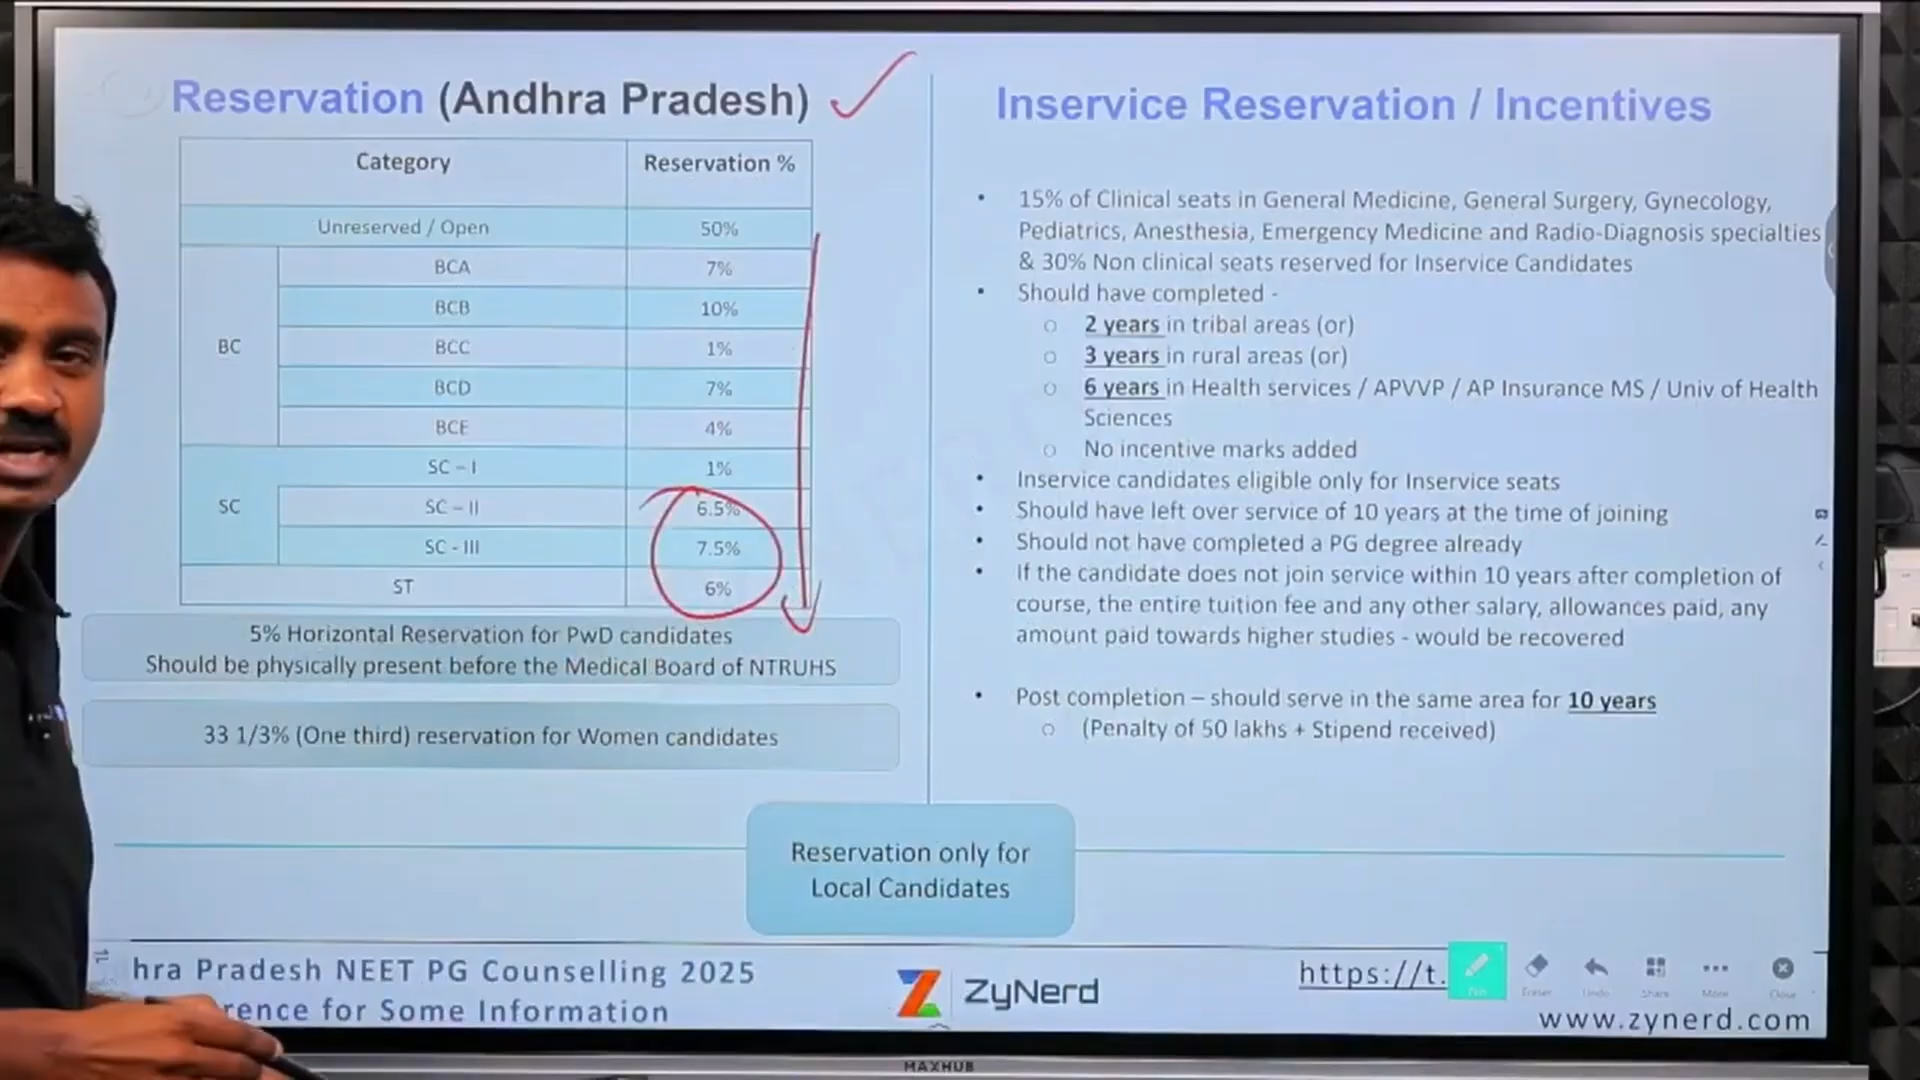 Reservation (Andhra Pradesh)
Category Reservation %
Unreserved / Open 50%
BC
BCA 7%
BCB 10%
BCC 1%
BCD 7%
BCE 4%
SC
SC – I 1%
SC – II 6.5%
SC - III 7.5%
ST 6%
5% Horizontal Reservation for PwD candidates
Should be physically present before the Medical Board of NTRUHS
33 1/3% (One third) reservation for Women candidates
Inservice Reservation / Incentives
• 15% of Clinical seats in General Medicine, General Surgery, Gynecology,
Pediatrics, Anesthesia, Emergency Medicine and Radio-Diagnosis specialties
& 30% Non clinical seats reserved for Inservice Candidates
• Should have completed -
○ 2 years in tribal areas (or)
○ 3 years in rural areas (or)
○ 6 years in Health services / APVVP / AP Insurance MS / Univ of Health
Sciences
○ No incentive marks added
• Inservice candidates eligible only for Inservice seats
• Should have left over service of 10 years at the time of joining
• Should not have completed a PG degree already
• If the candidate does not join service within 10 years after completion of
course, the entire tuition fee and any other salary, allowances paid, any
amount paid towards higher studies - would be recovered
• Post completion – should serve in the same area for 10 years
○ (Penalty of 50 lakhs + Stipend received)
Reservation only for
Local Candidates
hra Pradesh NEET PG Counselling 2025
rence for Some Information
ZyNerd
https://t.
www.zynerd.com
Eraser Undo Share More Close
MAXHUB